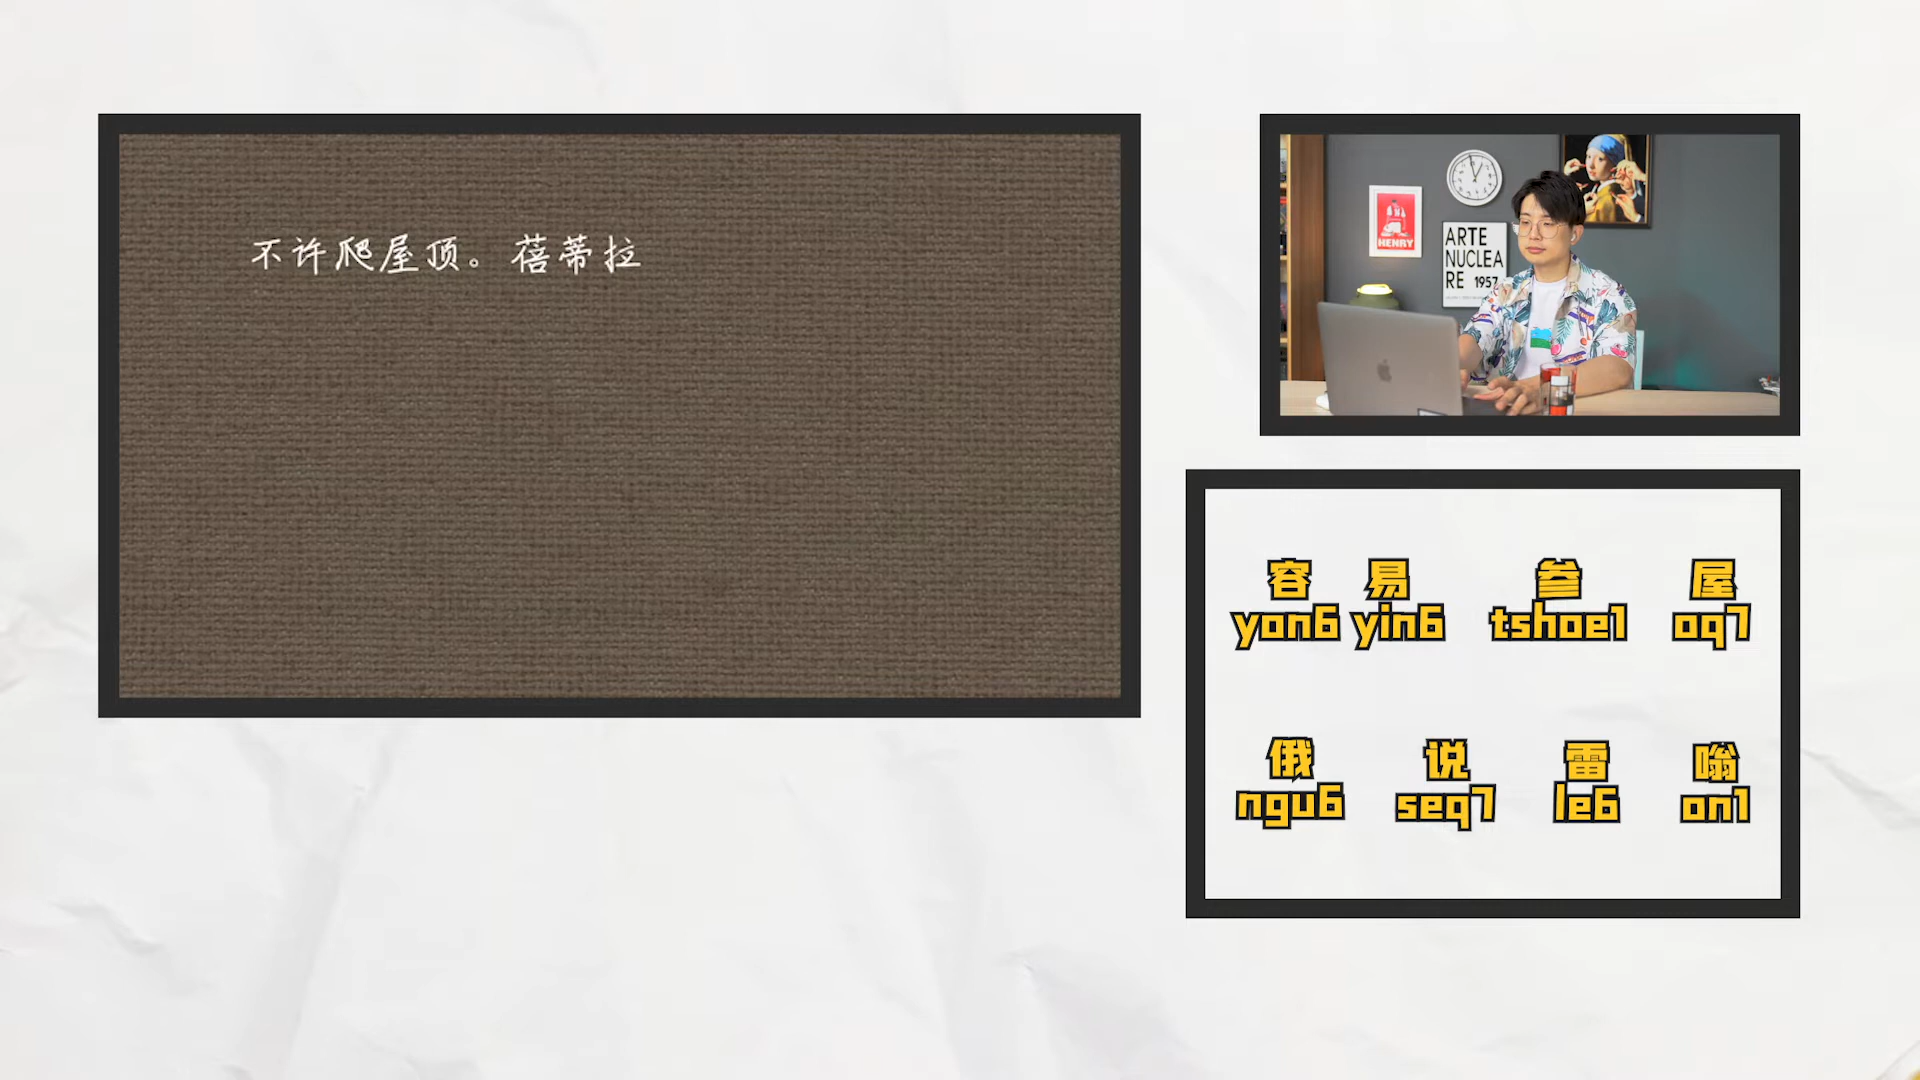 不许爬屋顶。蓓蒂拉
HENRY
ARTE
NUCLEA
RE 1957
容 易 参 屋
yon6 yin6 tshoe1 oq7
俄 说 雷 嗡
ngu6 seq7 le6 on1